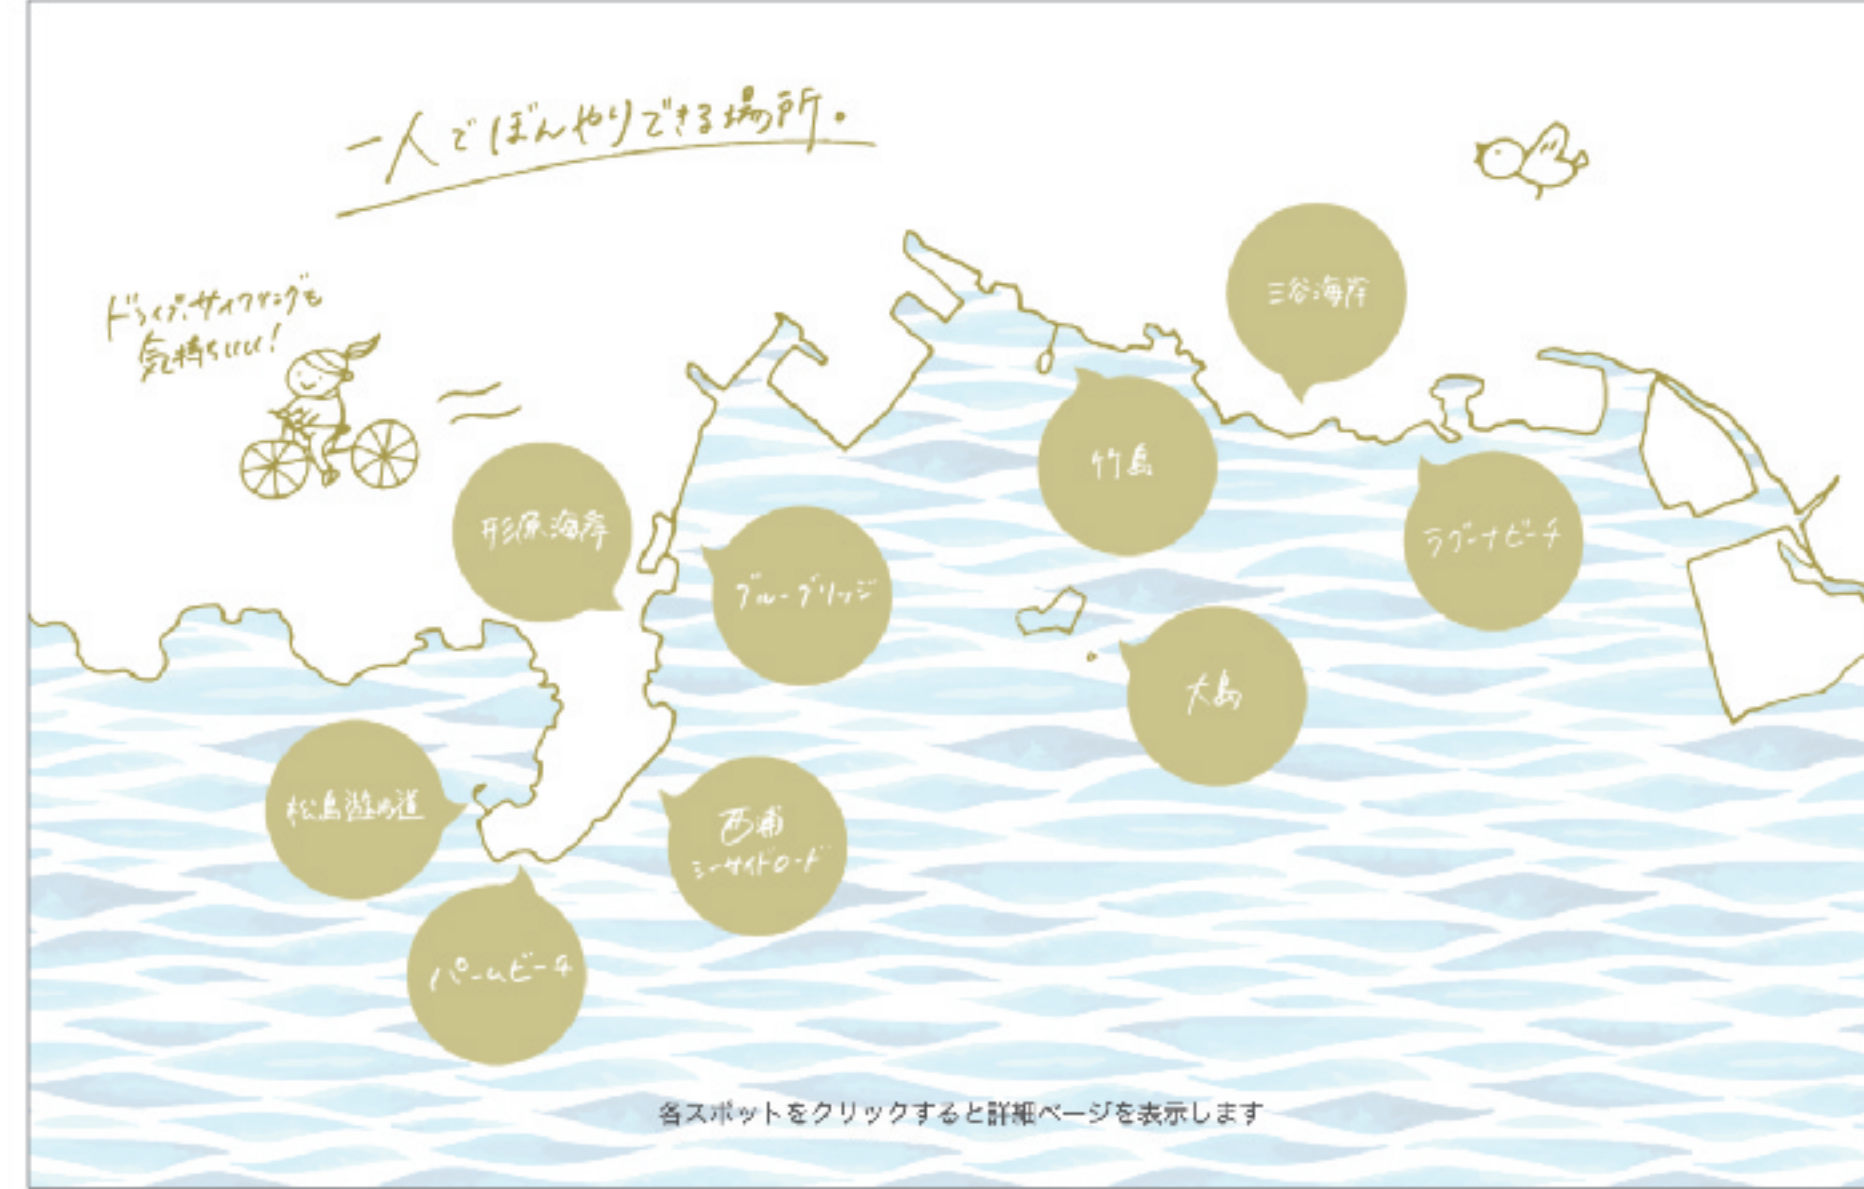 一人でぼんやりできる場所。
ドライブ、サイクリングも
気持ちいい!
三谷海岸
竹島
形原海岸
ラグーナビーチ
ブルーブリッジ
大島
松島遊歩道
西浦
シーサイドロード
パームビーチ
各スポットをクリックすると詳細ページを表示します